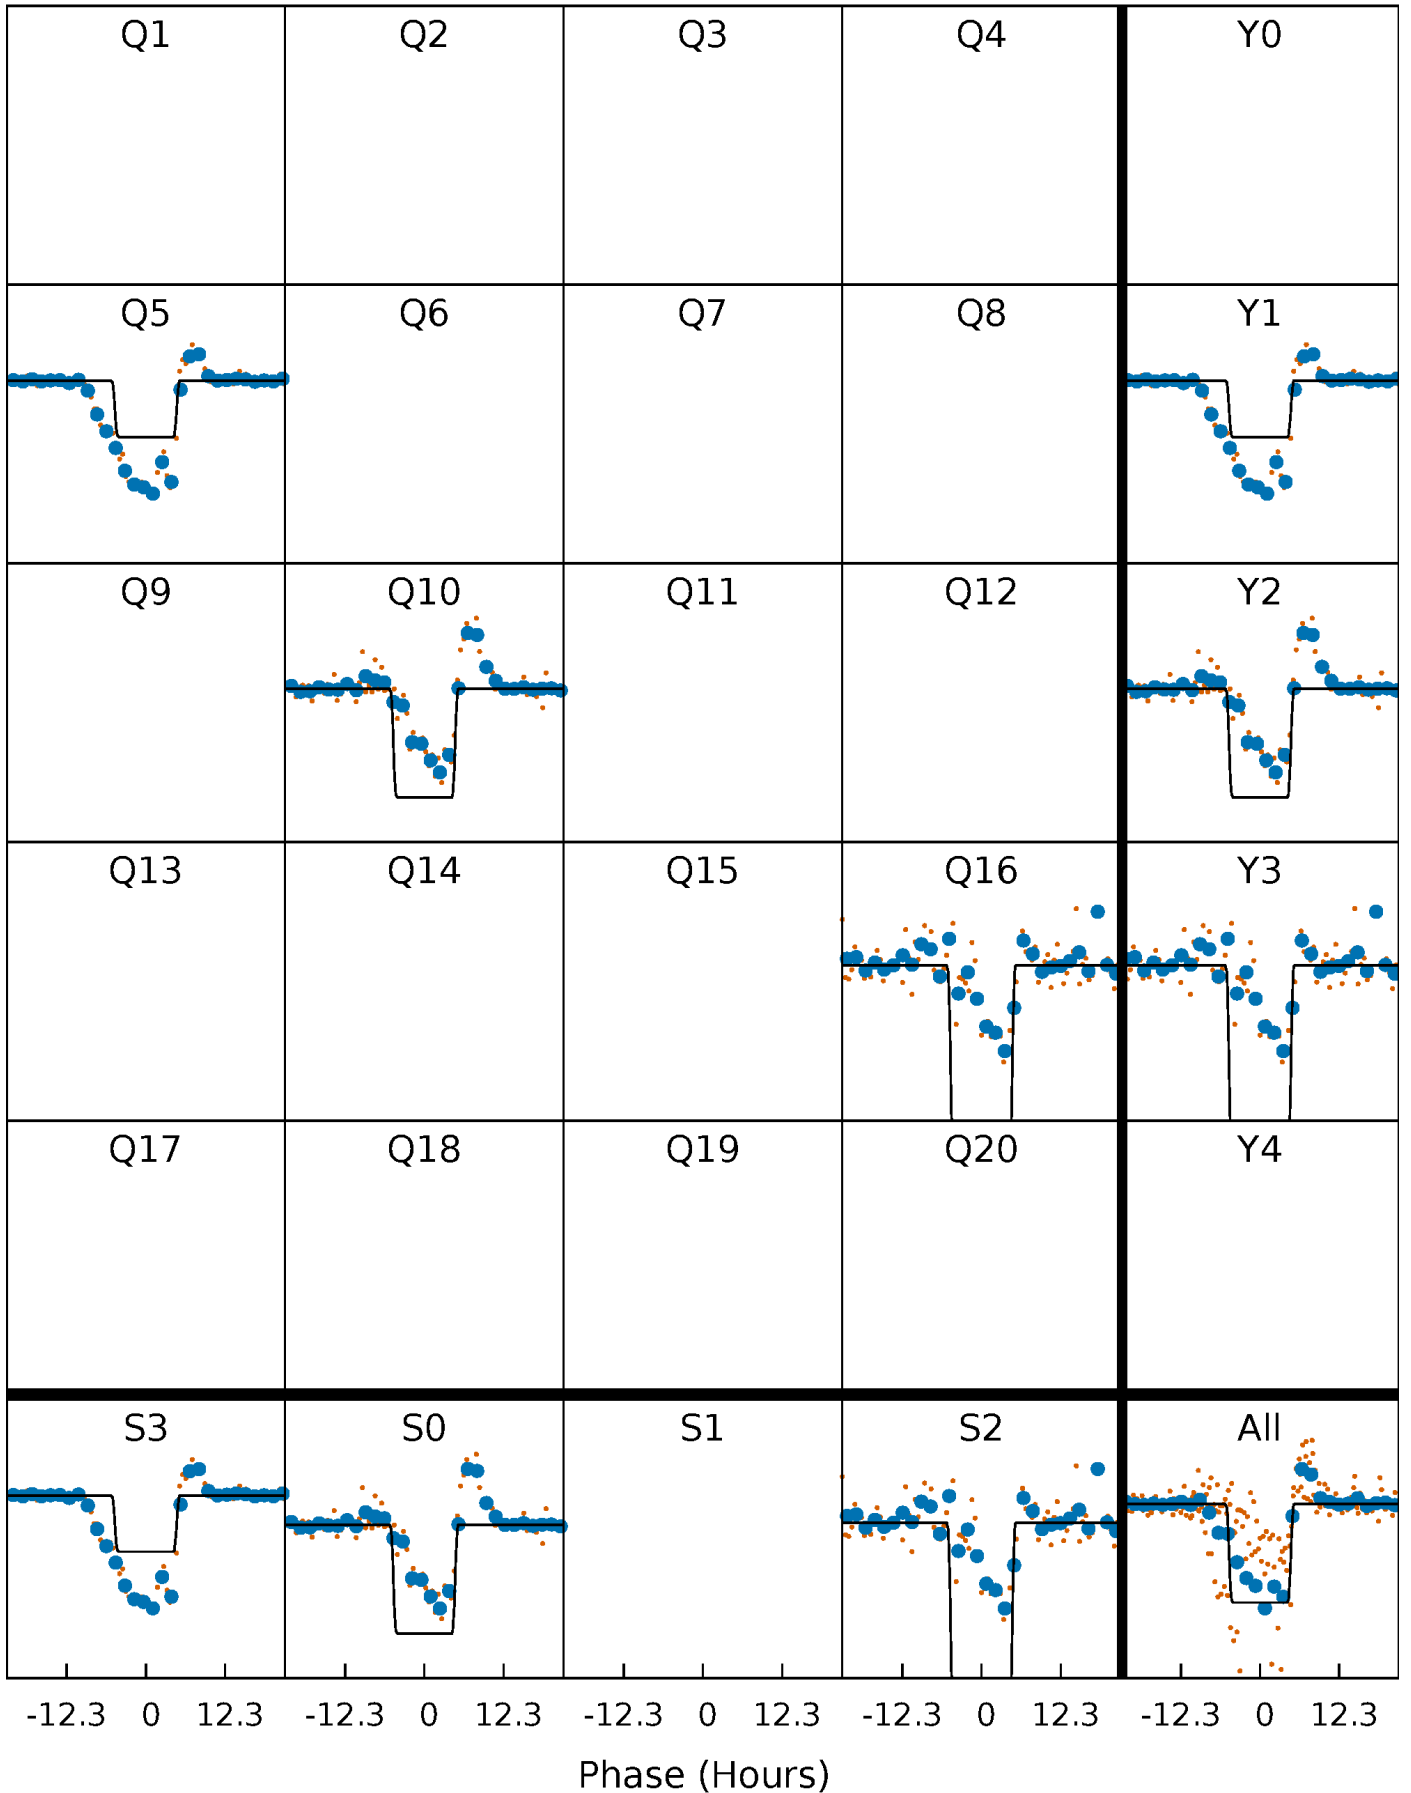 Q1 Q2 Q3 Q4 Y0
Q5 Q6 Q7 Q8 Y1
Q9 Q10 Q11 Q12 Y2
Q13 Q14 Q15 Q16 Y3
Q17 Q18 Q19 Q20 Y4
S3 S0 S1 S2 All
-12.3 0 12.3 -12.3 0 12.3 -12.3 0 12.3 -12.3 0 12.3 -12.3 0 12.3
Phase (Hours)